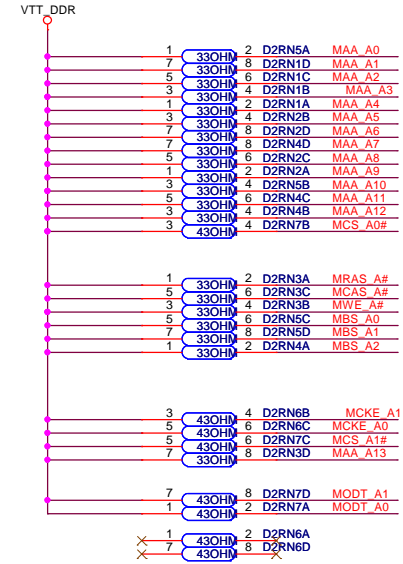 VTT_DDR
1 33OHM 2 D2RN5A MAA_A0
7 33OHM 8 D2RN1D MAA_A1
5 33OHM 6 D2RN1C MAA_A2
3 33OHM 4 D2RN1B MAA_A3
1 33OHM 2 D2RN1A MAA_A4
3 33OHM 4 D2RN2B MAA_A5
7 33OHM 8 D2RN2D MAA_A6
7 33OHM 8 D2RN4D MAA_A7
5 33OHM 6 D2RN2C MAA_A8
1 33OHM 2 D2RN2A MAA_A9
3 33OHM 4 D2RN5B MAA_A10
5 33OHM 6 D2RN4C MAA_A11
3 33OHM 4 D2RN4B MAA_A12
3 43OHM 4 D2RN7B MCS_A0#
1 33OHM 2 D2RN3A MRAS_A#
5 33OHM 6 D2RN3C MCAS_A#
3 33OHM 4 D2RN3B MWE_A#
5 33OHM 6 D2RN5C MBS_A0
7 33OHM 8 D2RN5D MBS_A1
1 33OHM 2 D2RN4A MBS_A2
3 43OHM 4 D2RN6B MCKE_A1
5 43OHM 6 D2RN6C MCKE_A0
5 43OHM 6 D2RN7C MCS_A1#
7 33OHM 8 D2RN3D MAA_A13
7 43OHM 8 D2RN7D MODT_A1
1 43OHM 2 D2RN7A MODT_A0
1 43OHM 2 D2RN6A
7 43OHM 8 D2RN6D